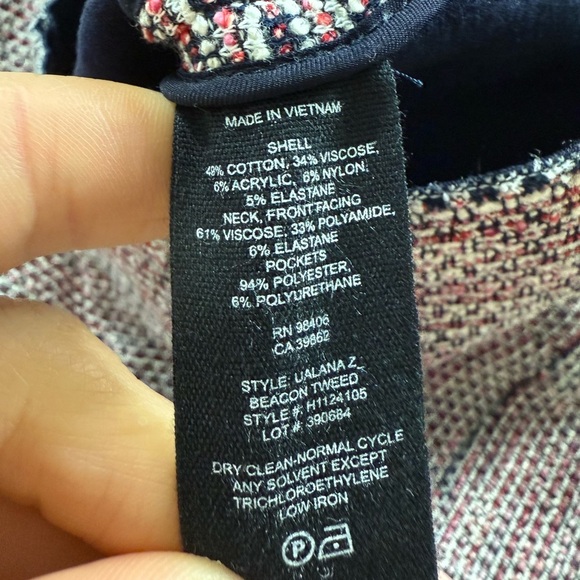 MADE IN VIETNAM
SHELL
49% COTTON, 34% VISCOSE,
6% ACRYLIC, 6% NYLON,
5% ELASTANE
NECK, FRONT FACING
61% VISCOSE, 33% POLYAMIDE,
6% ELASTANE
POCKETS
94% POLYESTER,
6% POLYURETHANE
RN 98406
CA 39862
STYLE: UALANA Z_
BEACON TWEED
STYLE #: H1124105
LOT #: 390684
DRY CLEAN-NORMAL CYCLE
ANY SOLVENT EXCEPT
TRICHLOROETHYLENE
LOW IRON
P